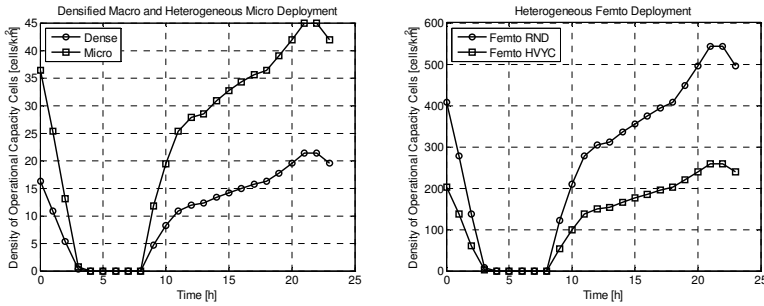 Densified Macro and Heterogeneous Micro Deployment
Density of Operational Capacity Cells [cells/km²]
45
40
35
30
25
20
15
10
5
0
Dense
Micro
0
5
10
15
20
25
Time [h]
Heterogeneous Femto Deployment
Density of Operational Capacity Cells [cells/km²]
600
500
400
300
200
100
0
Femto RND
Femto HVYC
0
5
10
15
20
25
Time [h]